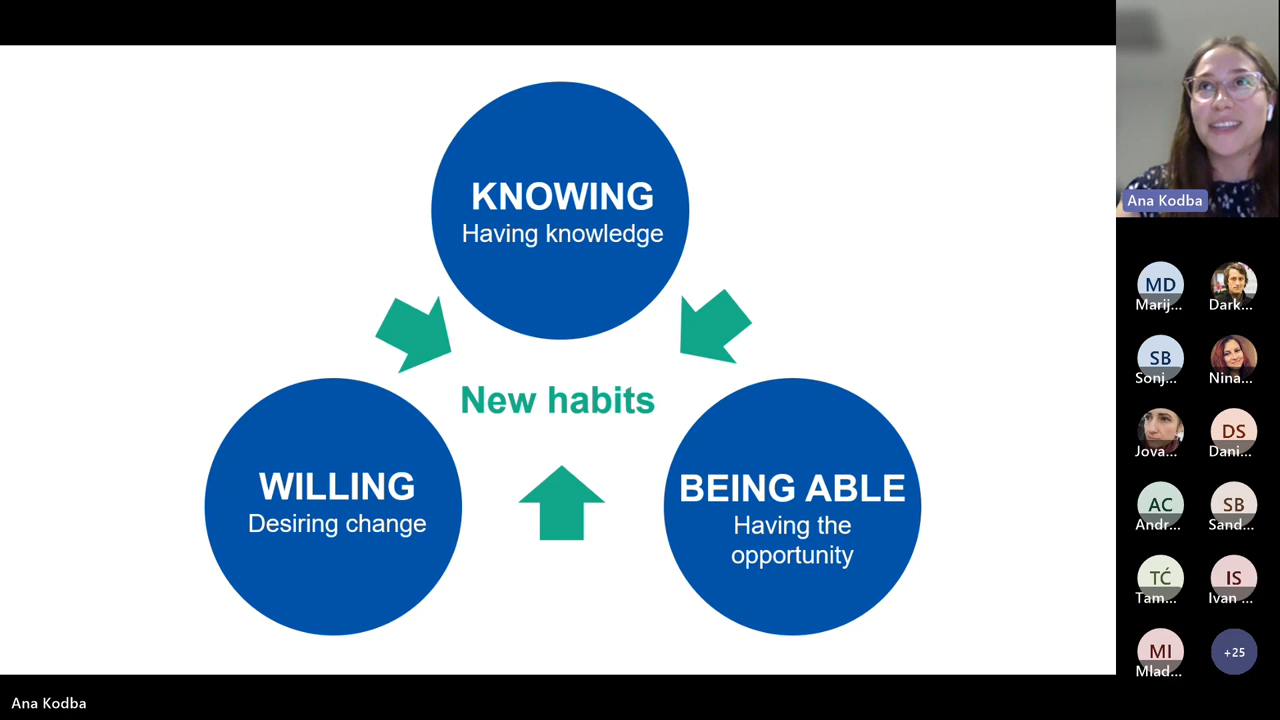 KNOWING
Having knowledge
New habits
WILLING
Desiring change
BEING ABLE
Having the
opportunity
Ana Kodba
MD
Marij...
Dark...
SB
Sonj...
Nina...
Jova...
DS
Dani...
AC
Andr...
SB
Sand...
TĆ
Tam...
IS
Ivan ...
MI
Mlad...
+25
Ana Kodba